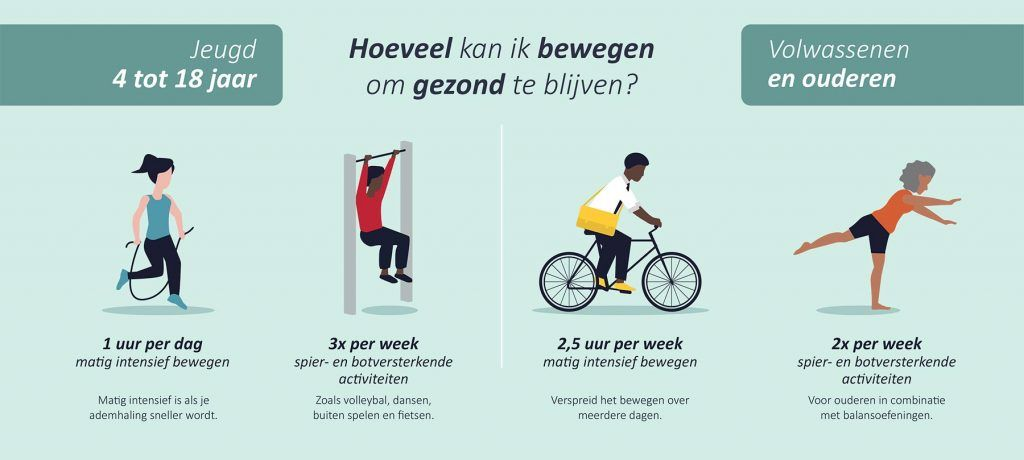 Jeugd
4 tot 18 jaar
Hoeveel kan ik bewegen
om gezond te blijven?
Volwassenen
en ouderen
1 uur per dag
matig intensief bewegen
Matig intensief is als je
ademhaling sneller wordt.
3x per week
spier- en botversterkende
activiteiten
Zoals volleybal, dansen,
buiten spelen en fietsen.
2,5 uur per week
matig intensief bewegen
Verspreid het bewegen over
meerdere dagen.
2x per week
spier- en botversterkende
activiteiten
Voor ouderen in combinatie
met balansoefeningen.